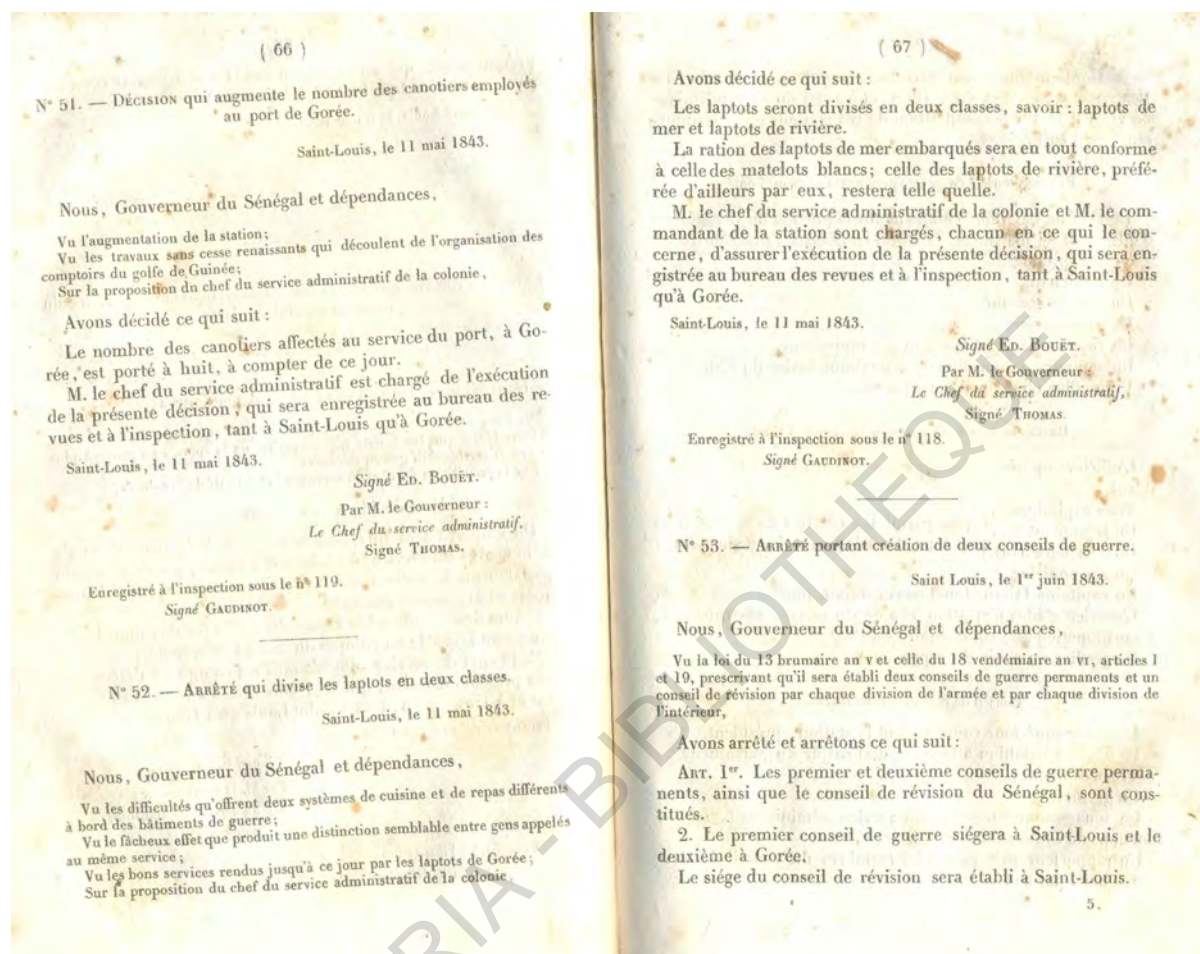 ( 66 )
N° 51. — DÉCISION qui augmente le nombre des canotiers employés
au port de Gorée.
Saint-Louis, le 11 mai 1843.
Nous, Gouverneur du Sénégal et dépendances,
Vu l'augmentation de la station;
Vu les travaux sans cesse renaissants qui découlent de l'organisation des
comptoirs du golfe de Guinée;
Sur la proposition du chef du service administratif de la colonie,
Avons décidé ce qui suit :
Le nombre des canotiers affectés au service du port, à Go-
rée, est porté à huit, à compter de ce jour.
M. le chef du service administratif est chargé de l'exécution
de la présente décision, qui sera enregistrée au bureau des re-
vues et à l'inspection, tant à Saint-Louis qu'à Gorée.
Saint-Louis, le 11 mai 1843.
Signé ED. BOUËT.
Par M. le Gouverneur :
Le Chef du service administratif.
Signé THOMAS.
Enregistré à l'inspection sous le n° 119.
Signé GAUDINOT.
N° 52. — ARRÊTÉ qui divise les laptots en deux classes.
Saint-Louis, le 11 mai 1843.
Nous, Gouverneur du Sénégal et dépendances,
Vu les difficultés qu'offrent deux systèmes de cuisine et de repas différents
à bord des bâtiments de guerre;
Vu le fâcheux effet que produit une distinction semblable entre gens appelés
au même service;
Vu les bons services rendus jusqu'à ce jour par les laptots de Gorée;
Sur la proposition du chef du service administratif de la colonie,
( 67 )
Avons décidé ce qui suit :
Les laptots seront divisés en deux classes, savoir : laptots de
mer et laptots de rivière.
La ration des laptots de mer embarqués sera en tout conforme
à celle des matelots blancs; celle des laptots de rivière, préfé-
rée d'ailleurs par eux, restera telle quelle.
M. le chef du service administratif de la colonie et M. le com-
mandant de la station sont chargés, chacun en ce qui le con-
cerne, d'assurer l'exécution de la présente décision, qui sera en-
gistrée au bureau des revues et à l'inspection, tant à Saint-Louis
qu'à Gorée.
Saint-Louis, le 11 mai 1843.
Signé ED. BOUËT.
Par M. le Gouverneur :
Le Chef du service administratif,
Signé THOMAS
Enregistré à l'inspection sous le n° 118.
Signé GAUDINOT.
N° 53. — ARRÊTÉ portant création de deux conseils de guerre.
Saint Louis, le 1er juin 1843.
Nous, Gouverneur du Sénégal et dépendances,
Vu la loi du 13 brumaire an V et celle du 18 vendémiaire an VI, articles 1
et 19, prescrivant qu'il sera établi deux conseils de guerre permanents et un
conseil de révision par chaque division de l'armée et par chaque division de
l'intérieur,
Avons arrêté et arrêtons ce qui suit :
ART. 1er. Les premier et deuxième conseils de guerre perma-
nents, ainsi que le conseil de révision du Sénégal, sont cons-
titués.
2. Le premier conseil de guerre siégera à Saint-Louis et le
deuxième à Gorée.
Le siége du conseil de révision sera établi à Saint-Louis.
5.
RIA - BIBLIOTHEQUE